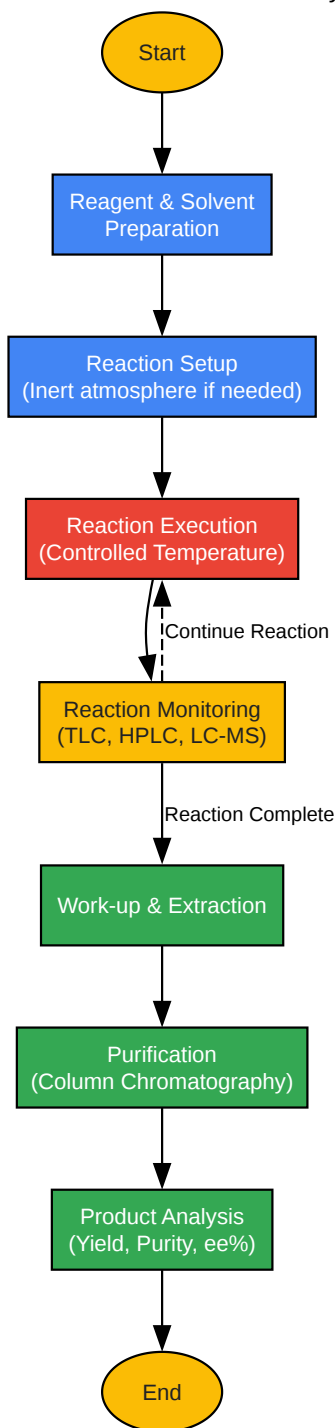 Start
Reagent & Solvent
Preparation
Reaction Setup
(Inert atmosphere if needed)
Reaction Execution
(Controlled Temperature)
Continue Reaction
Reaction Monitoring
(TLC, HPLC, LC-MS)
Reaction Complete
Work-up & Extraction
Purification
(Column Chromatography)
Product Analysis
(Yield, Purity, ee%)
End